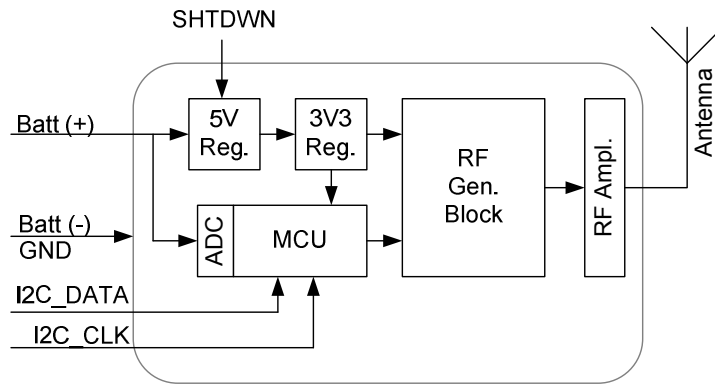 SHTDWN
Batt (+)
5V
Reg.
3V3
Reg.
RF
Gen.
Block
RF Ampl.
Antenna
Batt (-)
GND
ADC
MCU
I2C_DATA
I2C_CLK